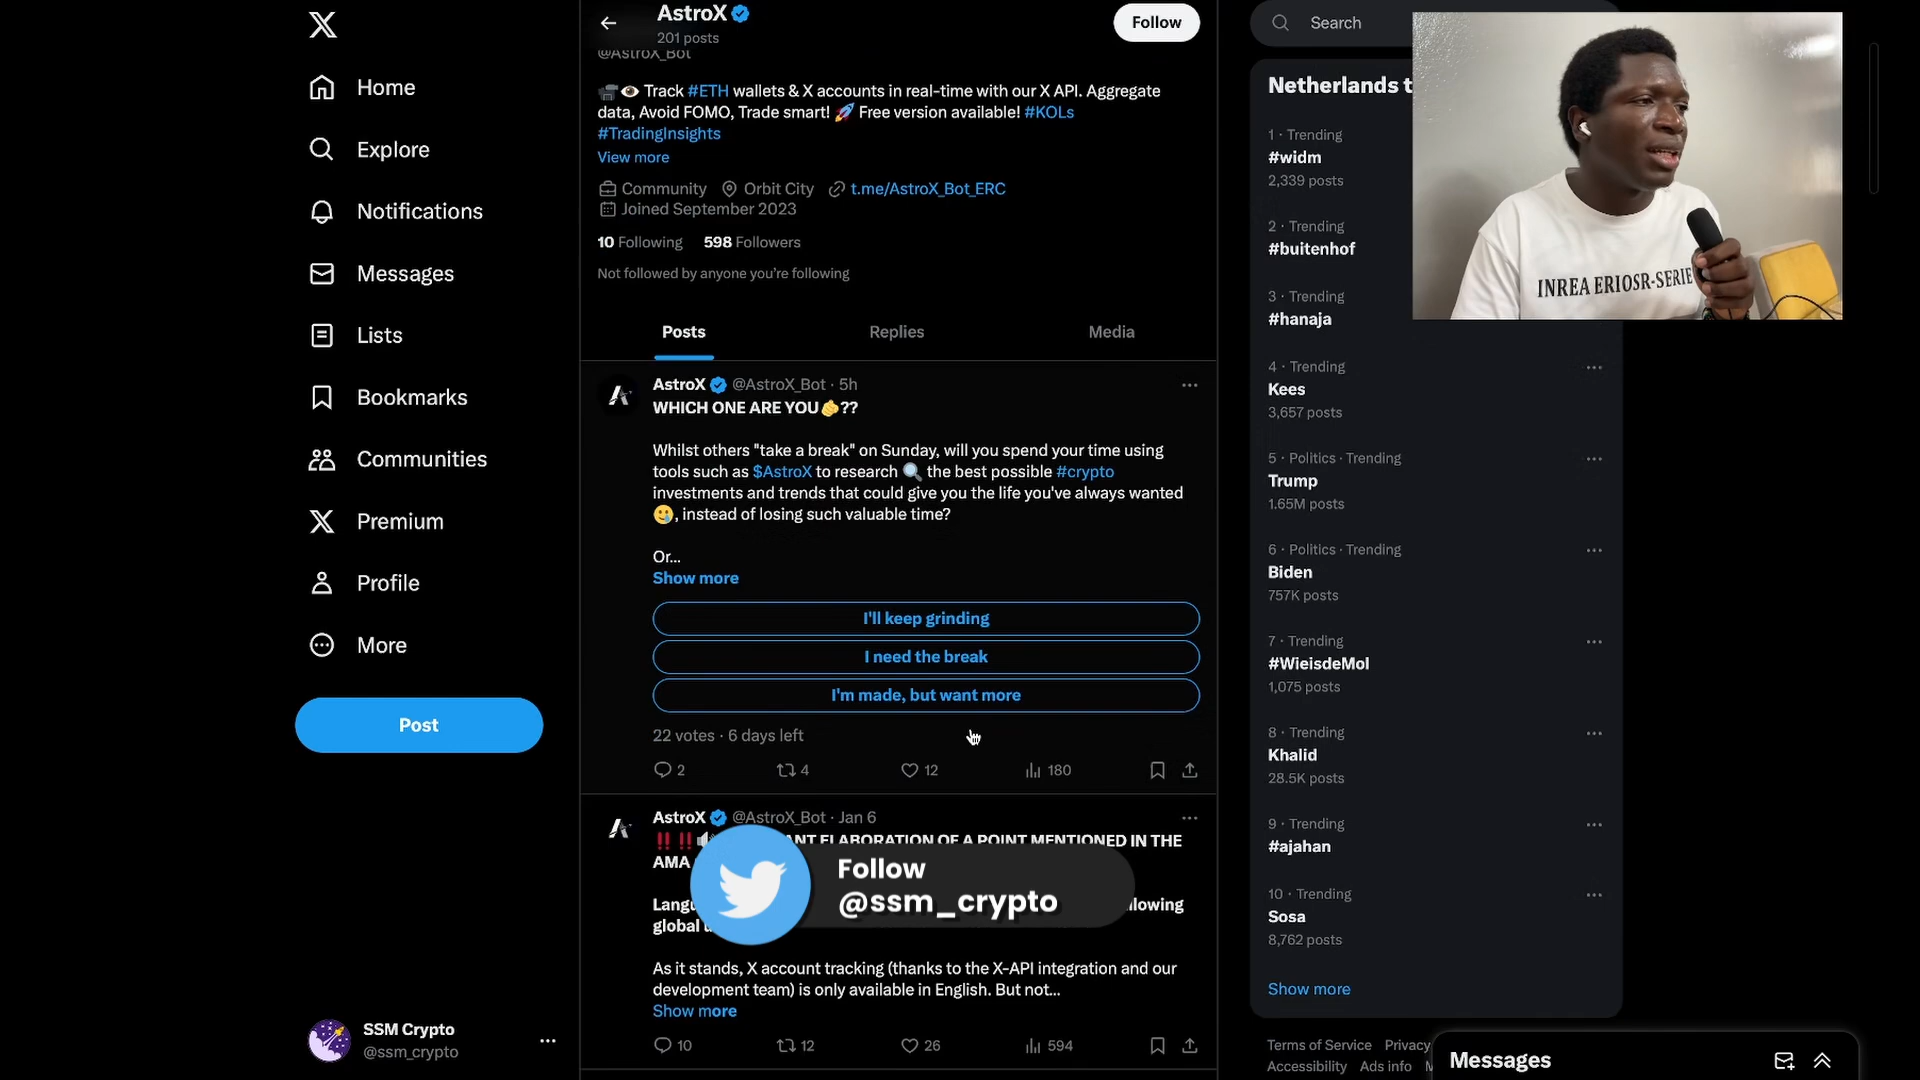 Home
Explore
Notifications
Messages
Lists
Bookmarks
Communities
Premium
Profile
More
Post
SSM Crypto
@ssm_crypto
AstroX
201 posts
Follow
@AstroX_Bot
Track #ETH wallets & X accounts in real-time with our X API. Aggregate
data, Avoid FOMO, Trade smart! 🚀 Free version available! #KOLs
#TradingInsights
View more
Community Orbit City t.me/AstroX_Bot_ERC
Joined September 2023
10 Following 598 Followers
Not followed by anyone you're following
Posts Replies Media
AstroX @AstroX_Bot · 5h
WHICH ONE ARE YOU🫵??
Whilst others "take a break" on Sunday, will you spend your time using
tools such as $AstroX to research 🔍 the best possible #crypto
investments and trends that could give you the life you've always wanted
🥲, instead of losing such valuable time?
Or...
Show more
I'll keep grinding
I need the break
I'm made, but want more
22 votes · 6 days left
2 4 12 180
AstroX @AstroX_Bot · Jan 6
‼️‼️ ELABORATION OF A POINT MENTIONED IN THE
AMA
global
Follow
@ssm_crypto
As it stands, X account tracking (thanks to the X-API integration and our
development team) is only available in English. But not...
Show more
10 12 26 594
Search
Netherlands t
1 · Trending
#widm
2,339 posts
2 · Trending
#buitenhof
3 · Trending
#hanaja
4 · Trending
Kees
3,657 posts
5 · Politics · Trending
Trump
1.65M posts
6 · Politics · Trending
Biden
757K posts
7 · Trending
#WieisdeMol
1,075 posts
8 · Trending
Khalid
28.5K posts
9 · Trending
#ajahan
10 · Trending
Sosa
8,762 posts
Show more
Terms of Service Privacy
Accessibility Ads info
Messages
INREA ERIOSR-SERIE